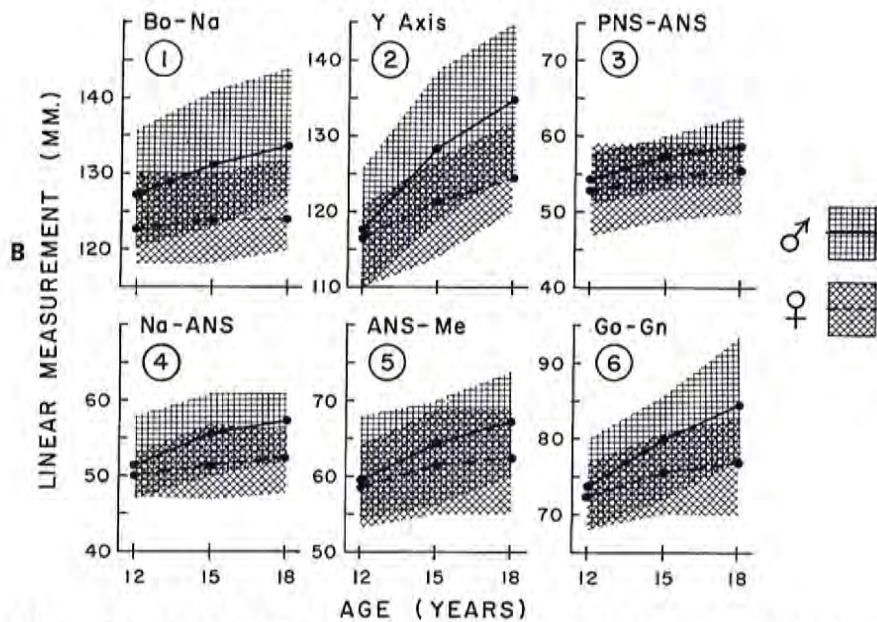 B
LINEAR MEASUREMENT (MM.)
Bo-Na
1
140
130
120
Y Axis
2
140
130
120
110
PNS-ANS
3
70
60
50
40
♂
♀
Na-ANS
4
60
50
40
ANS-Me
5
70
60
50
Go-Gn
6
90
80
70
12 15 18
12 15 18
12 15 18
AGE (YEARS)